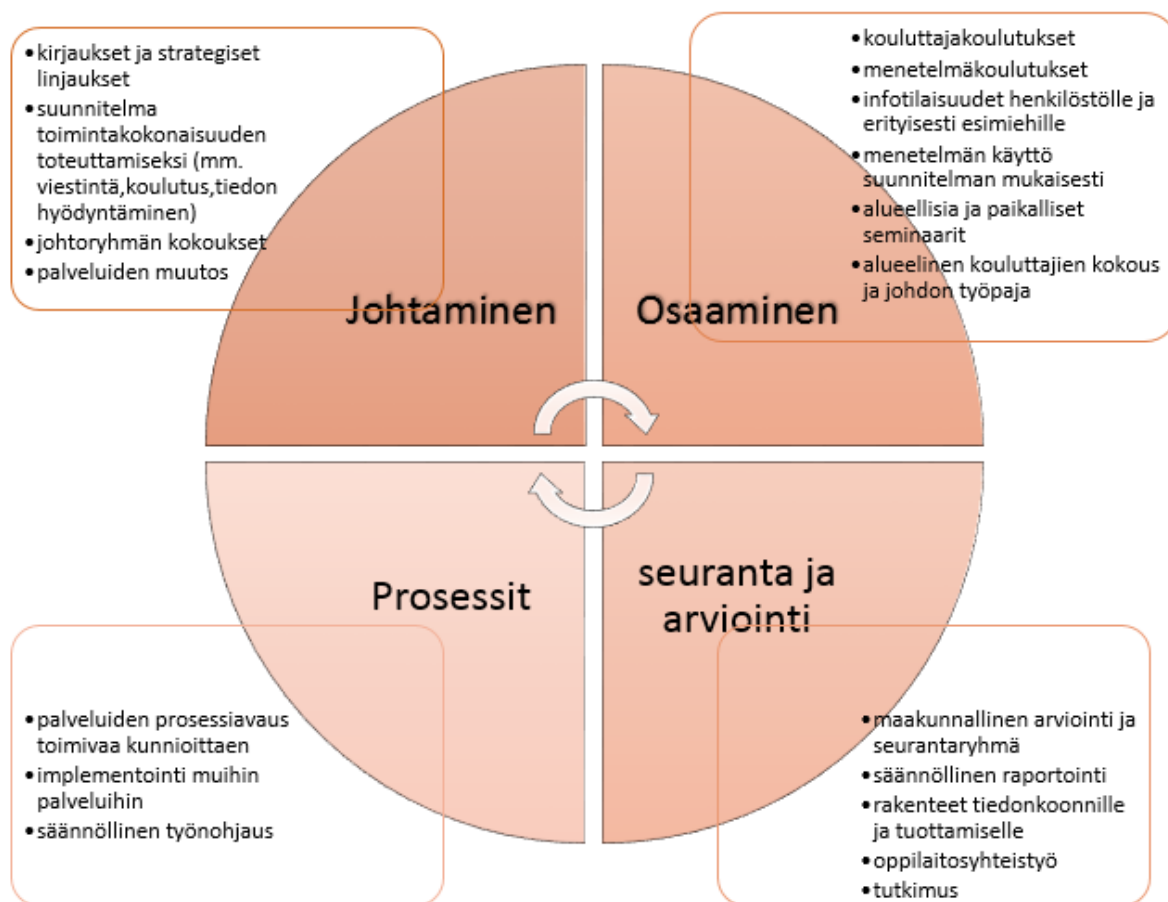 •kirjaukset ja strategiset
linjaukset
•suunnitelma
toimintakokonaisuuden
toteuttamiseksi (mm.
viestintä,koulutus,tiedon
hyödyntäminen)
•johtoryhmän kokoukset
•palveluiden muutos
Johtaminen
•kouluttajakoulutukset
•menetelmäkoulutukset
•infotilaisuudet henkilöstölle ja
erityisesti esimiehille
•menetelmän käyttö
suunnitelman mukaisesti
•alueellisia ja paikalliset
seminaarit
•alueelinen kouluttajien kokous
ja johdon työpaja
Osaaminen
Prosessit
•palveluiden prosessiavaus
toimivaa kunnioittaen
•implementointi muihin
palveluihin
•säännöllinen työnohjaus
seuranta ja
arviointi
•maakunnallinen arviointi ja
seurantaryhmä
•säännöllinen raportointi
•rakenteet tiedonkoonnille
ja tuottamiselle
•oppilaitosyhteistyö
•tutkimus